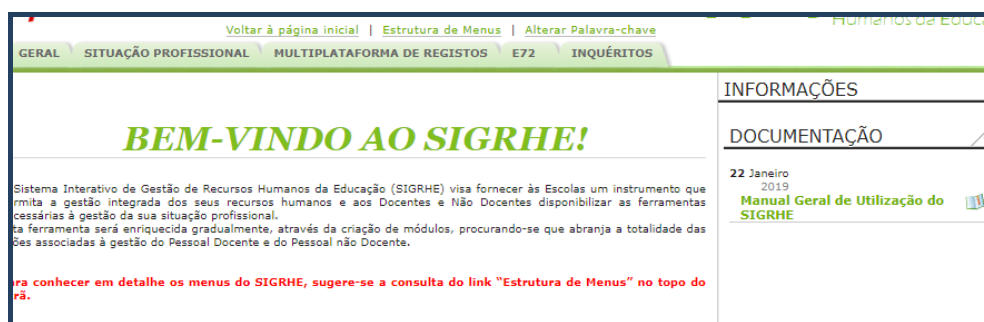 Humanos da Educa
Voltar à página inicial | Estrutura de Menus | Alterar Palavra-chave
GERAL SITUAÇÃO PROFISSIONAL MULTIPLATAFORMA DE REGISTOS E72 INQUÉRITOS
INFORMAÇÕES
BEM-VINDO AO SIGRHE!
Sistema Interativo de Gestão de Recursos Humanos da Educação (SIGRHE) visa fornecer às Escolas um instrumento que
rmita a gestão integrada dos seus recursos humanos e aos Docentes e Não Docentes disponibilizar as ferramentas
cessárias à gestão da sua situação profissional.
ta ferramenta será enriquecida gradualmente, através da criação de módulos, procurando-se que abranja a totalidade das
ões associadas à gestão do Pessoal Docente e do Pessoal não Docente.
ra conhecer em detalhe os menus do SIGRHE, sugere-se a consulta do link “Estrutura de Menus” no topo do
rã.
DOCUMENTAÇÃO
22 Janeiro
2019
Manual Geral de Utilização do
SIGRHE